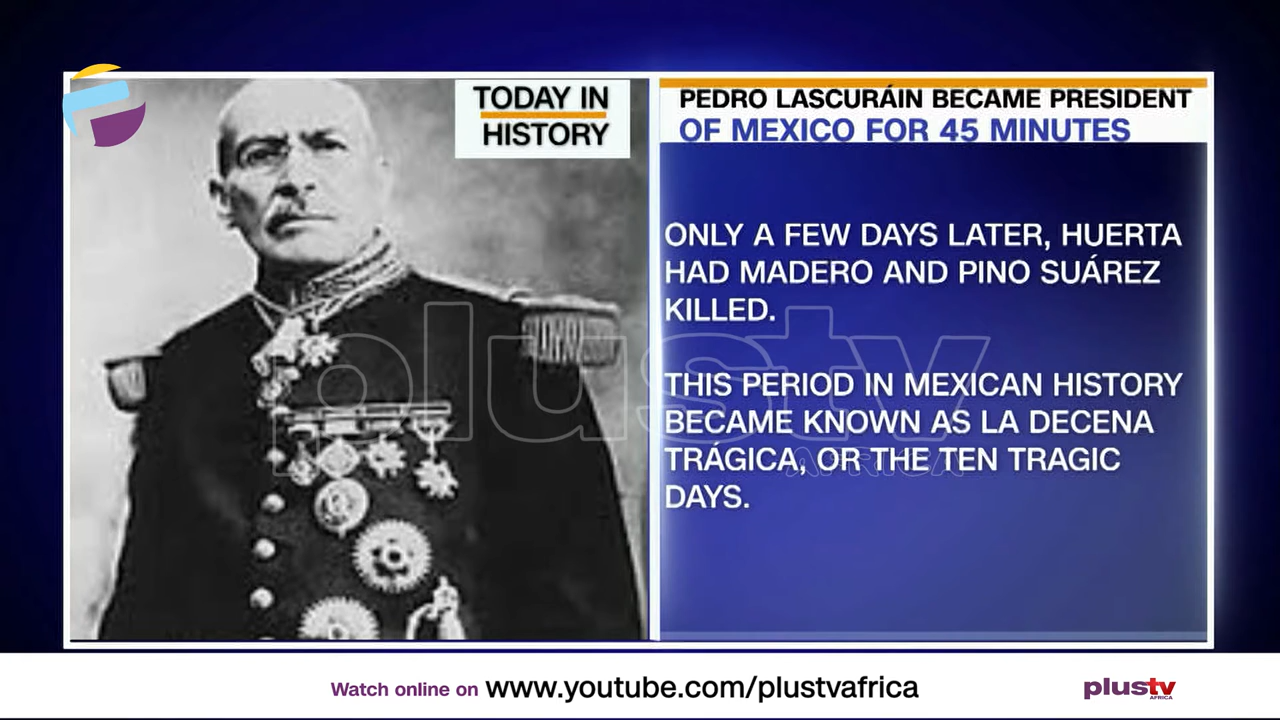 TODAY IN
HISTORY
PEDRO LASCURÁIN BECAME PRESIDENT
OF MEXICO FOR 45 MINUTES
ONLY A FEW DAYS LATER, HUERTA
HAD MADERO AND PINO SUÁREZ
KILLED.
THIS PERIOD IN MEXICAN HISTORY
BECAME KNOWN AS LA DECENA
TRÁGICA, OR THE TEN TRAGIC
DAYS.
plustv
AFRICA
Watch online on www.youtube.com/plustvafrica
plustv
AFRICA